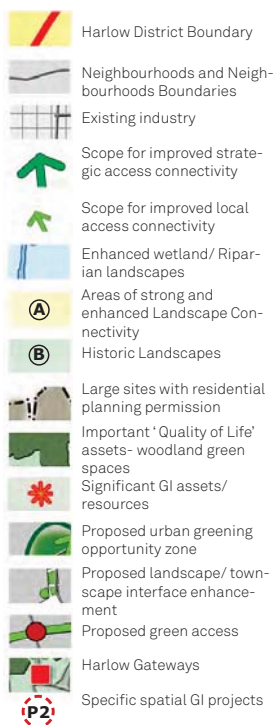 Harlow District Boundary
Neighbourhoods and Neigh-
bourhoods Boundaries
Existing industry
Scope for improved strate-
gic access connectivity
Scope for improved local
access connectivity
Enhanced wetland/ Ripar-
ian landscapes
A
Areas of strong and
enhanced Landscape Con-
nectivity
B
Historic Landscapes
Large sites with residential
planning permission
Important ‘ Quality of Life’
assets- woodland green
spaces
Significant GI assets/
resources
Proposed urban greening
opportunity zone
Proposed landscape/ town-
scape interface enhance-
ment
Proposed green access
Harlow Gateways
P2
Specific spatial GI projects